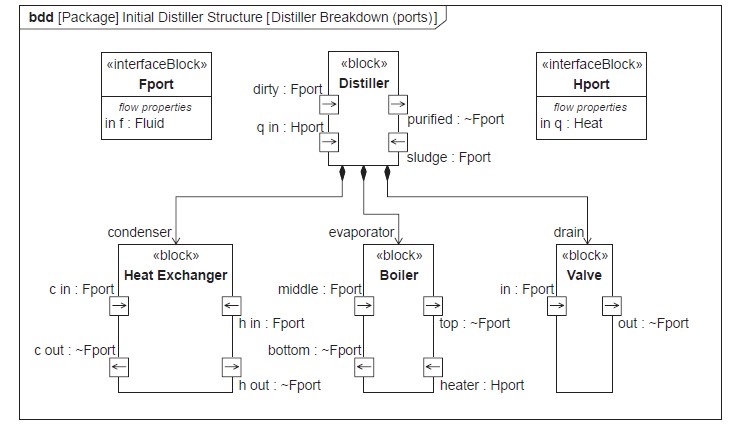 bdd [Package] Initial Distiller Structure [Distiller Breakdown (ports)]
«interfaceBlock»
Fport
flow properties
in f : Fluid
«block»
Distiller
dirty : Fport
q in : Hport
purified : ~Fport
sludge : Fport
«interfaceBlock»
Hport
flow properties
in q : Heat
condenser
evaporator
drain
«block»
Heat Exchanger
c in : Fport
h in : Fport
c out : ~Fport
h out : ~Fport
«block»
Boiler
middle : Fport
top : ~Fport
bottom : ~Fport
heater : Hport
«block»
Valve
in : Fport
out : ~Fport